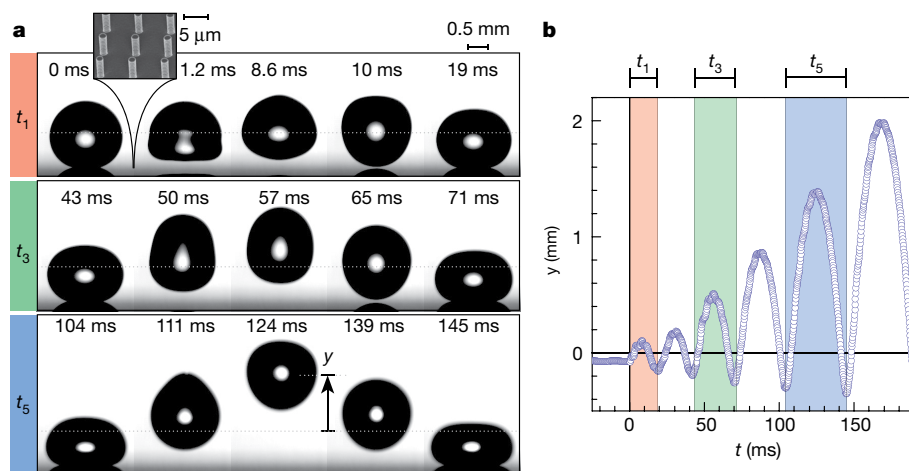 a
5 μm
0.5 mm
b
t1
0 ms 1.2 ms 8.6 ms 10 ms 19 ms
t3
43 ms 50 ms 57 ms 65 ms 71 ms
t5
104 ms 111 ms 124 ms 139 ms 145 ms
y
t1 t3 t5
y (mm)
2
1
0
0 50 100 150
t (ms)